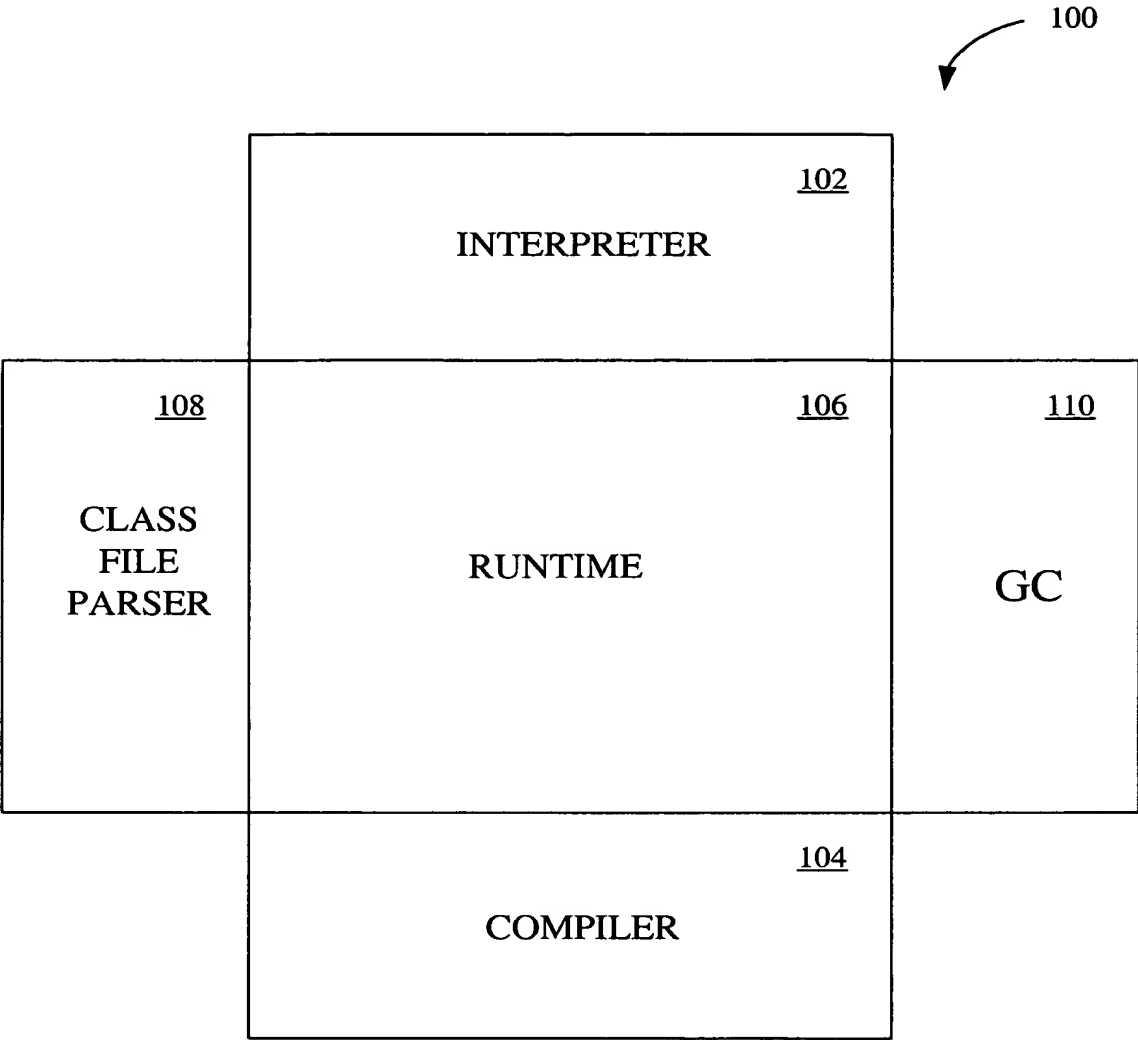 100
102
INTERPRETER
108
106
110
CLASS
FILE
PARSER
RUNTIME
GC
104
COMPILER